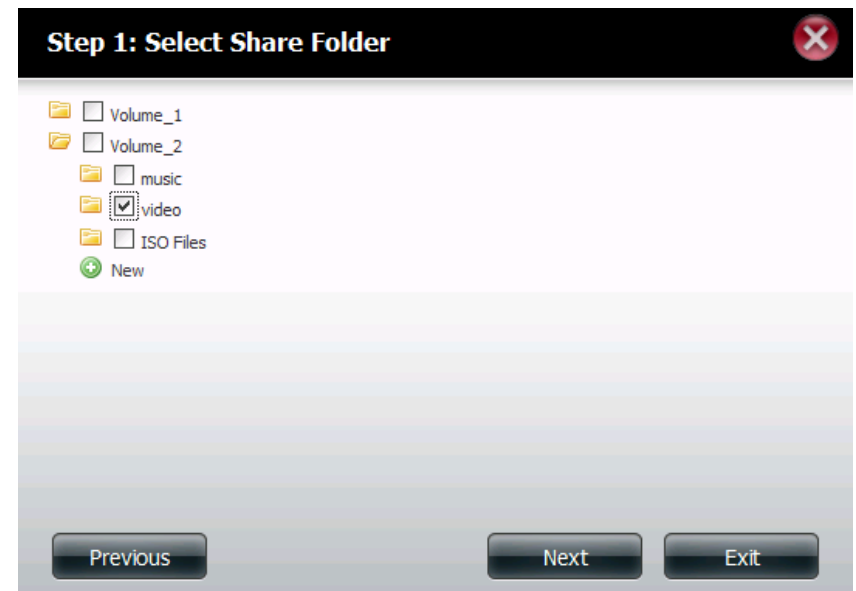 Step 1: Select Share Folder
Volume_1
Volume_2
music
video
ISO Files
New
Previous Next Exit